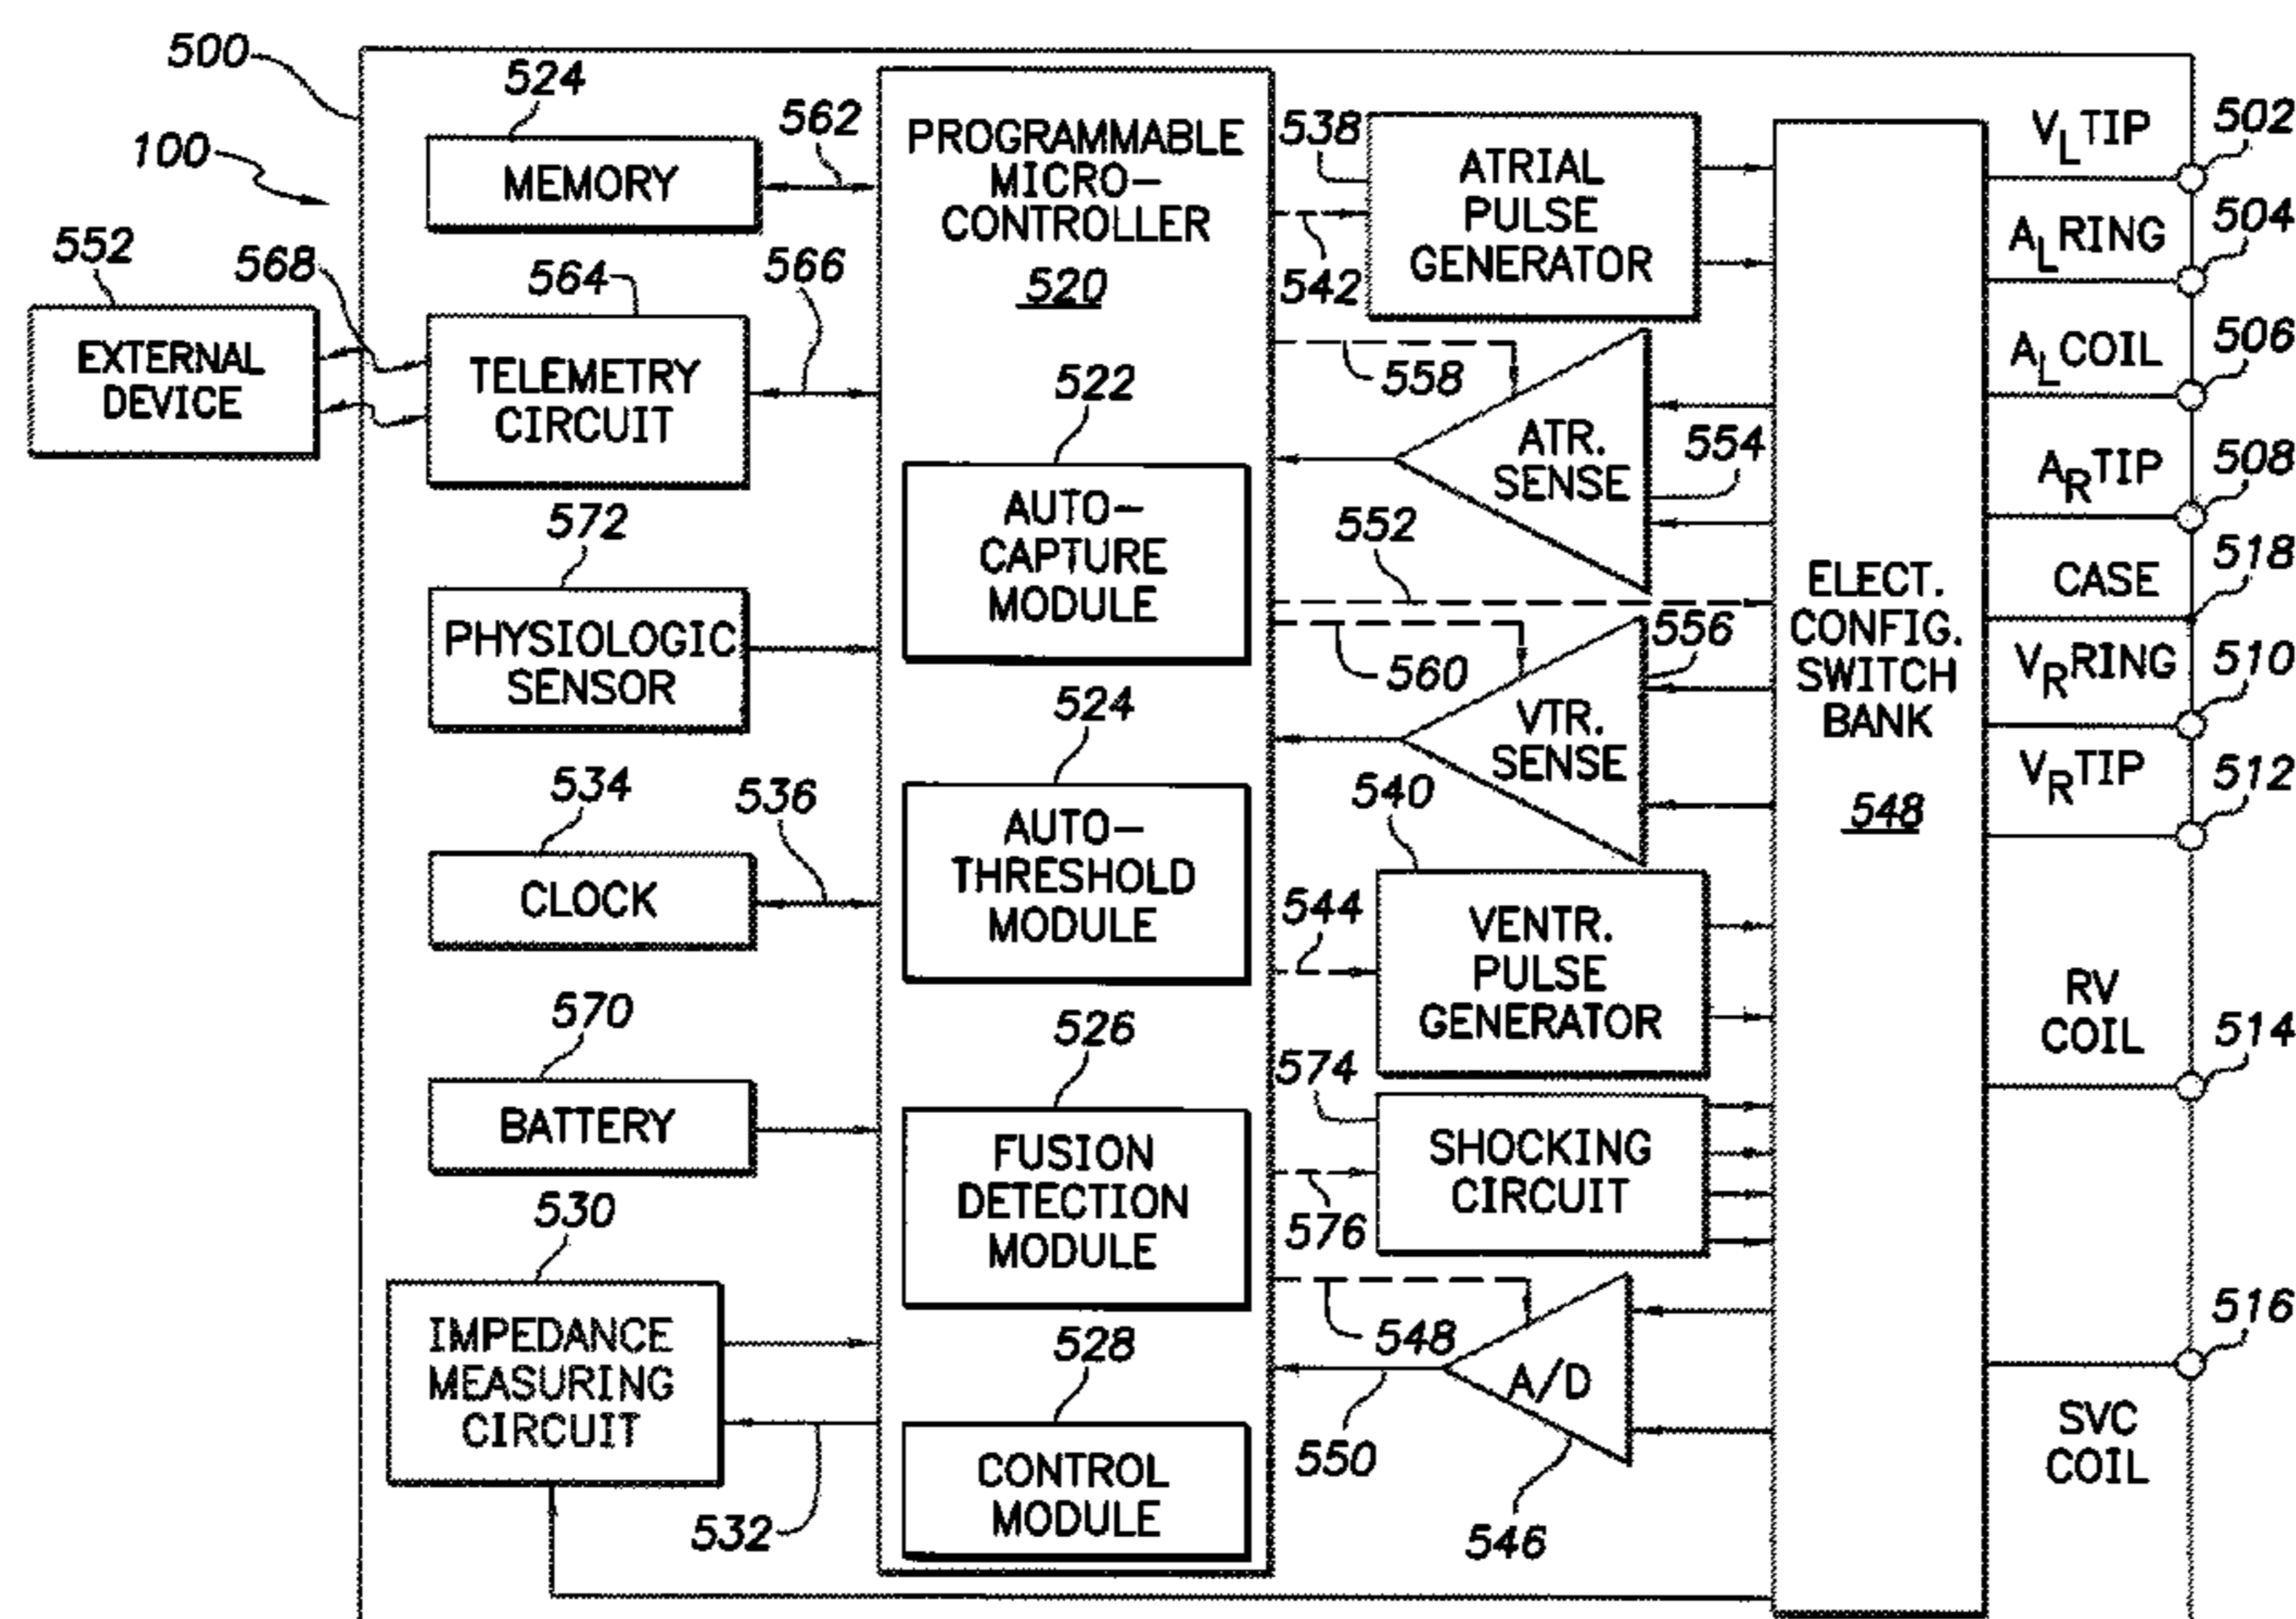 500
100
524
MEMORY
562
552
EXTERNAL
DEVICE
568
564
TELEMETRY
CIRCUIT
566
572
PHYSIOLOGIC
SENSOR
534
CLOCK
536
570
BATTERY
530
IMPEDANCE
MEASURING
CIRCUIT
532
PROGRAMMABLE
MICRO-
CONTROLLER
520
522
AUTO-
CAPTURE
MODULE
524
AUTO-
THRESHOLD
MODULE
526
FUSION
DETECTION
MODULE
528
CONTROL
MODULE
538
542
ATRIAL
PULSE
GENERATOR
558
ATR.
SENSE
554
552
560
556
VTR.
SENSE
540
544
VENTR.
PULSE
GENERATOR
574
576
SHOCKING
CIRCUIT
548
550
A/D
546
ELECT.
CONFIG.
SWITCH
BANK
548
VLTIP
502
ALRING
504
ALCOIL
506
ARTIP
508
CASE
518
VRRING
510
VRTIP
512
RV
COIL
514
516
SVC
COIL